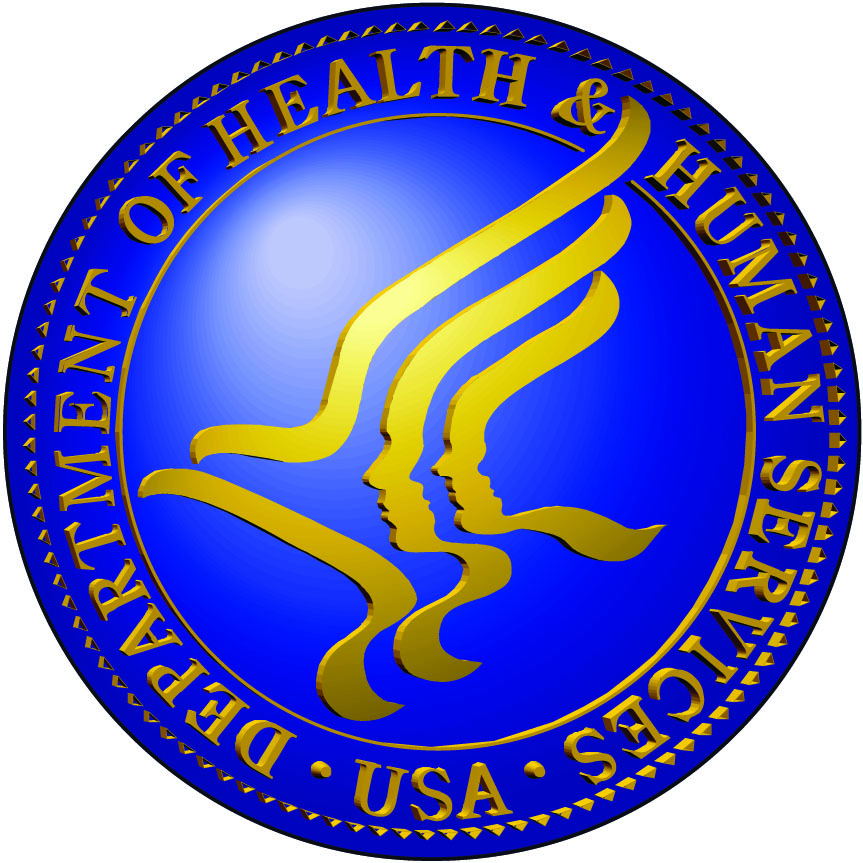 DEPARTMENT OF HEALTH & HUMAN SERVICES
· USA ·